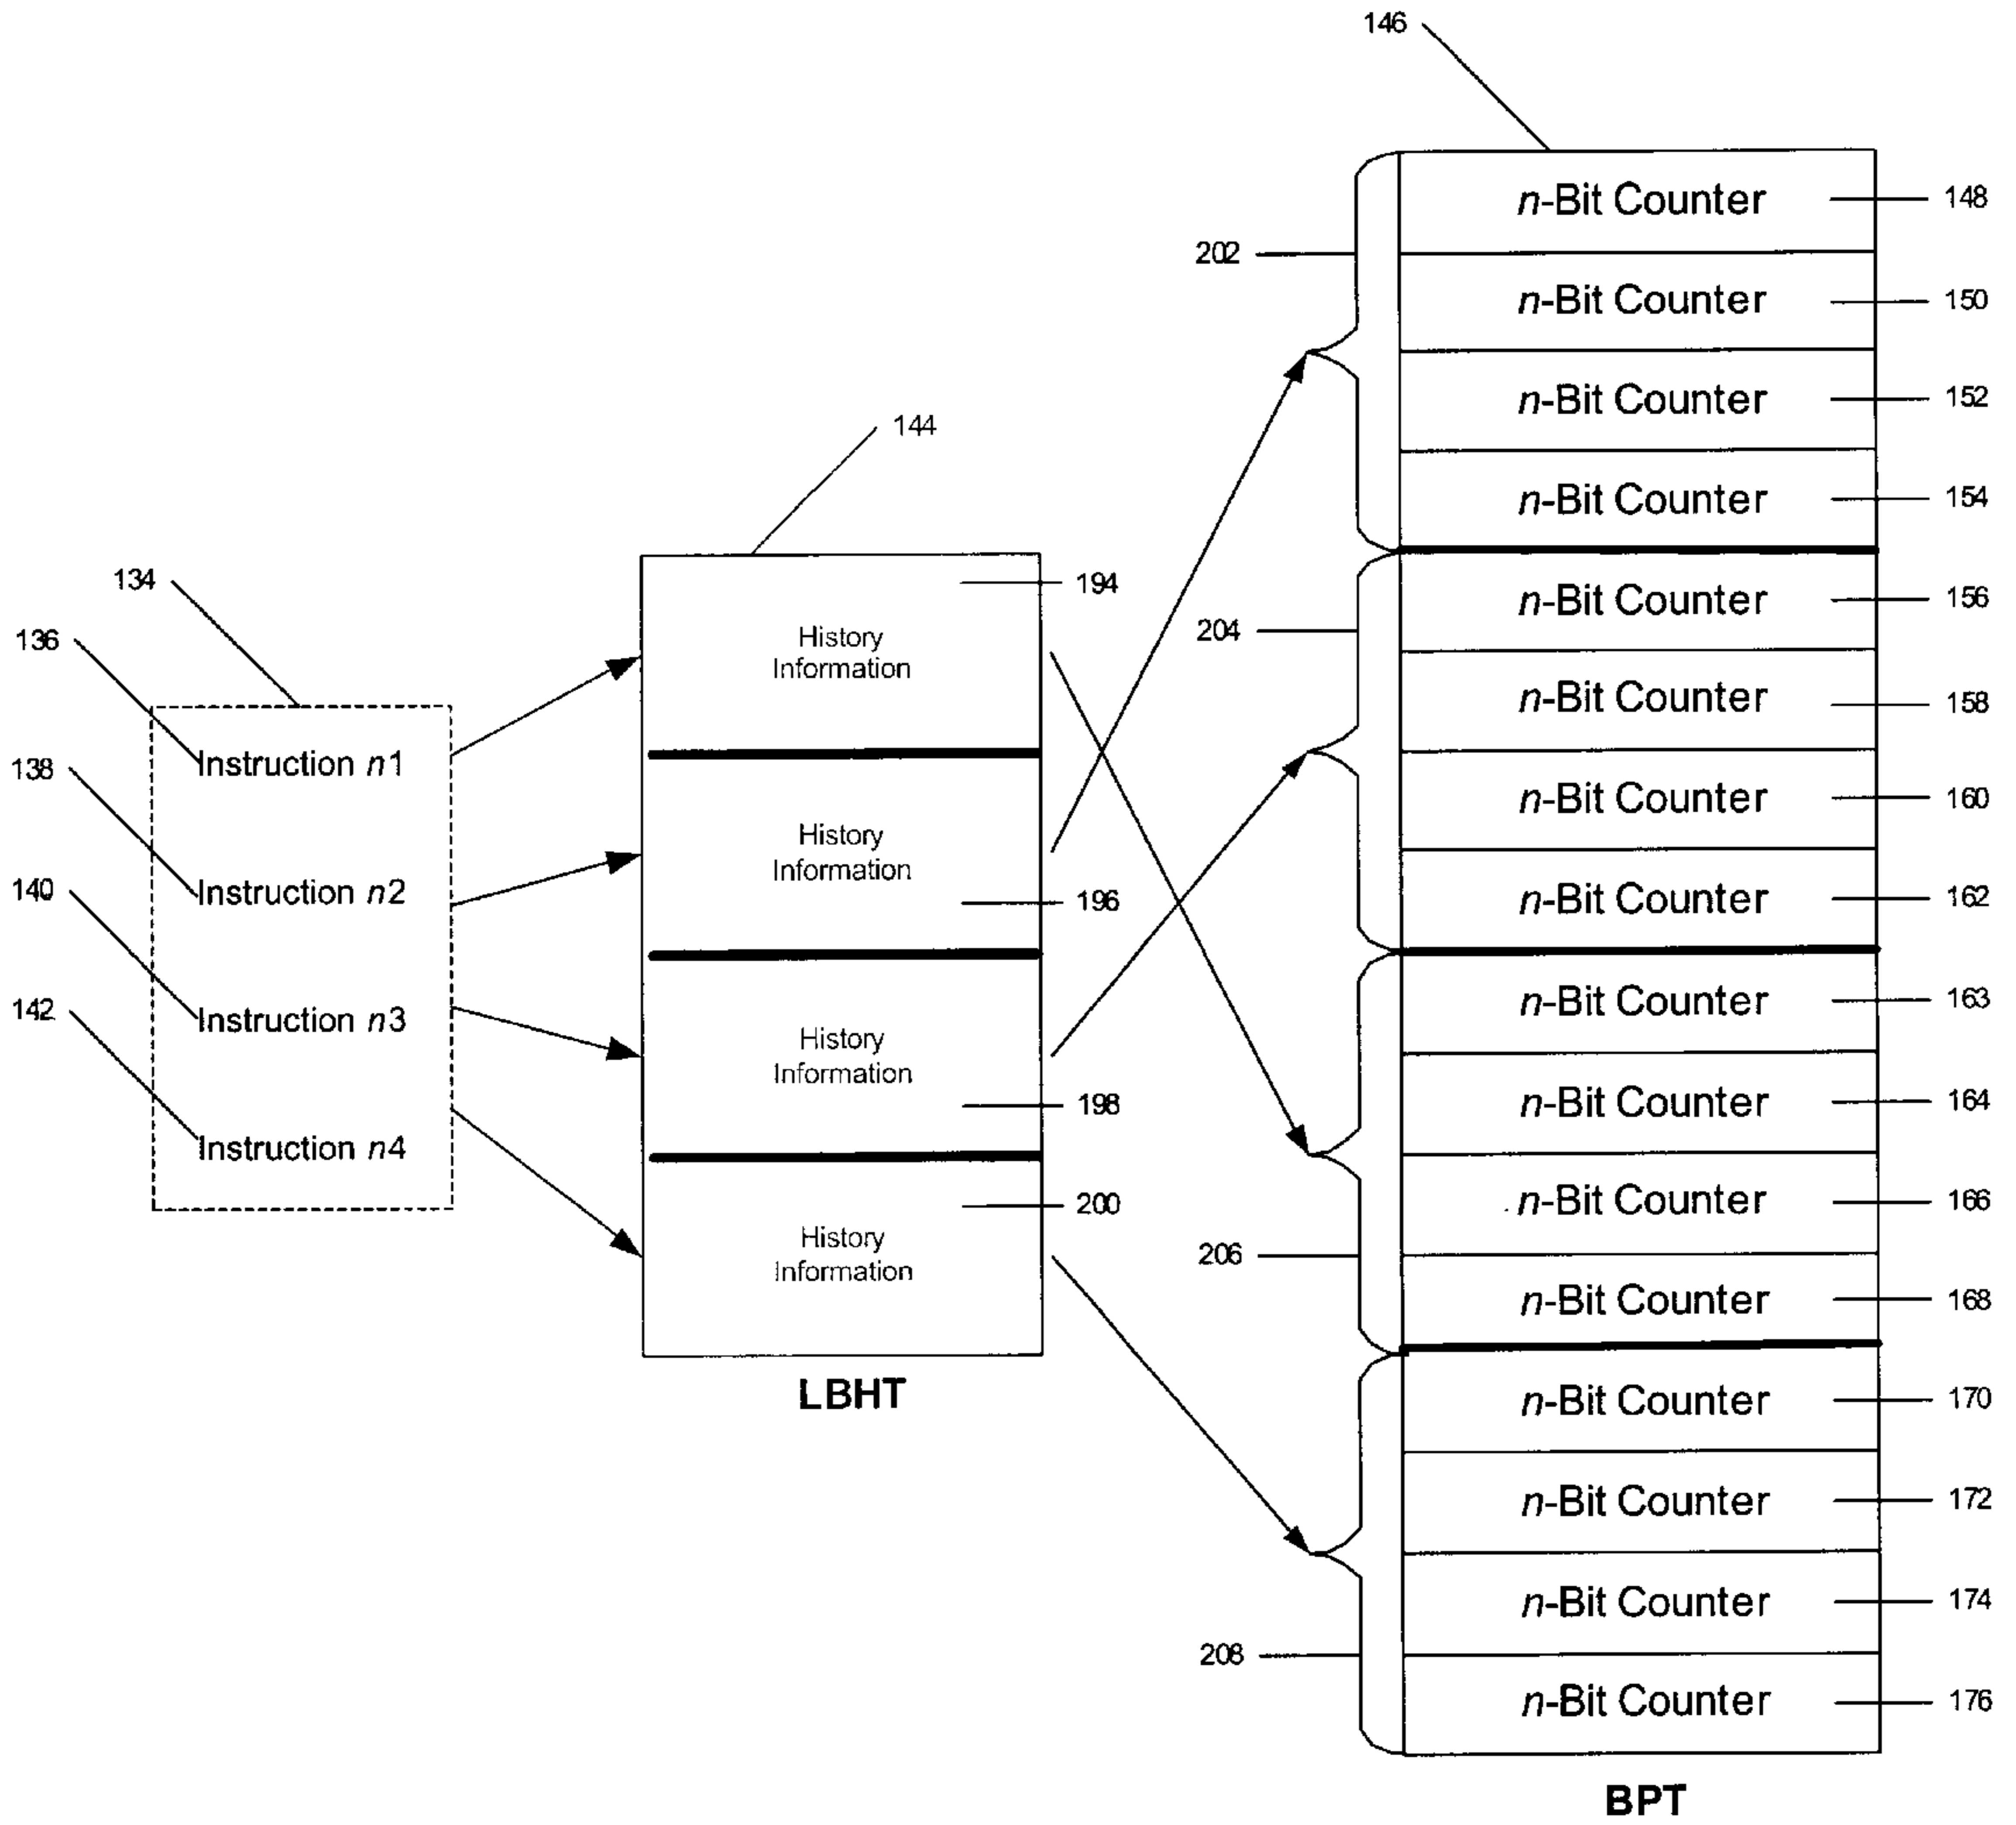 146
n-Bit Counter
148
202
n-Bit Counter
150
n-Bit Counter
152
144
n-Bit Counter
154
134
194
n-Bit Counter
156
136
History
Information
204
n-Bit Counter
158
Instruction n1
138
n-Bit Counter
160
History
Information
140
Instruction n2
196
n-Bit Counter
162
142
Instruction n3
History
Information
n-Bit Counter
163
198
n-Bit Counter
164
Instruction n4
200
n-Bit Counter
166
History
Information
206
n-Bit Counter
168
LBHT
n-Bit Counter
170
n-Bit Counter
172
n-Bit Counter
174
208
n-Bit Counter
176
BPT